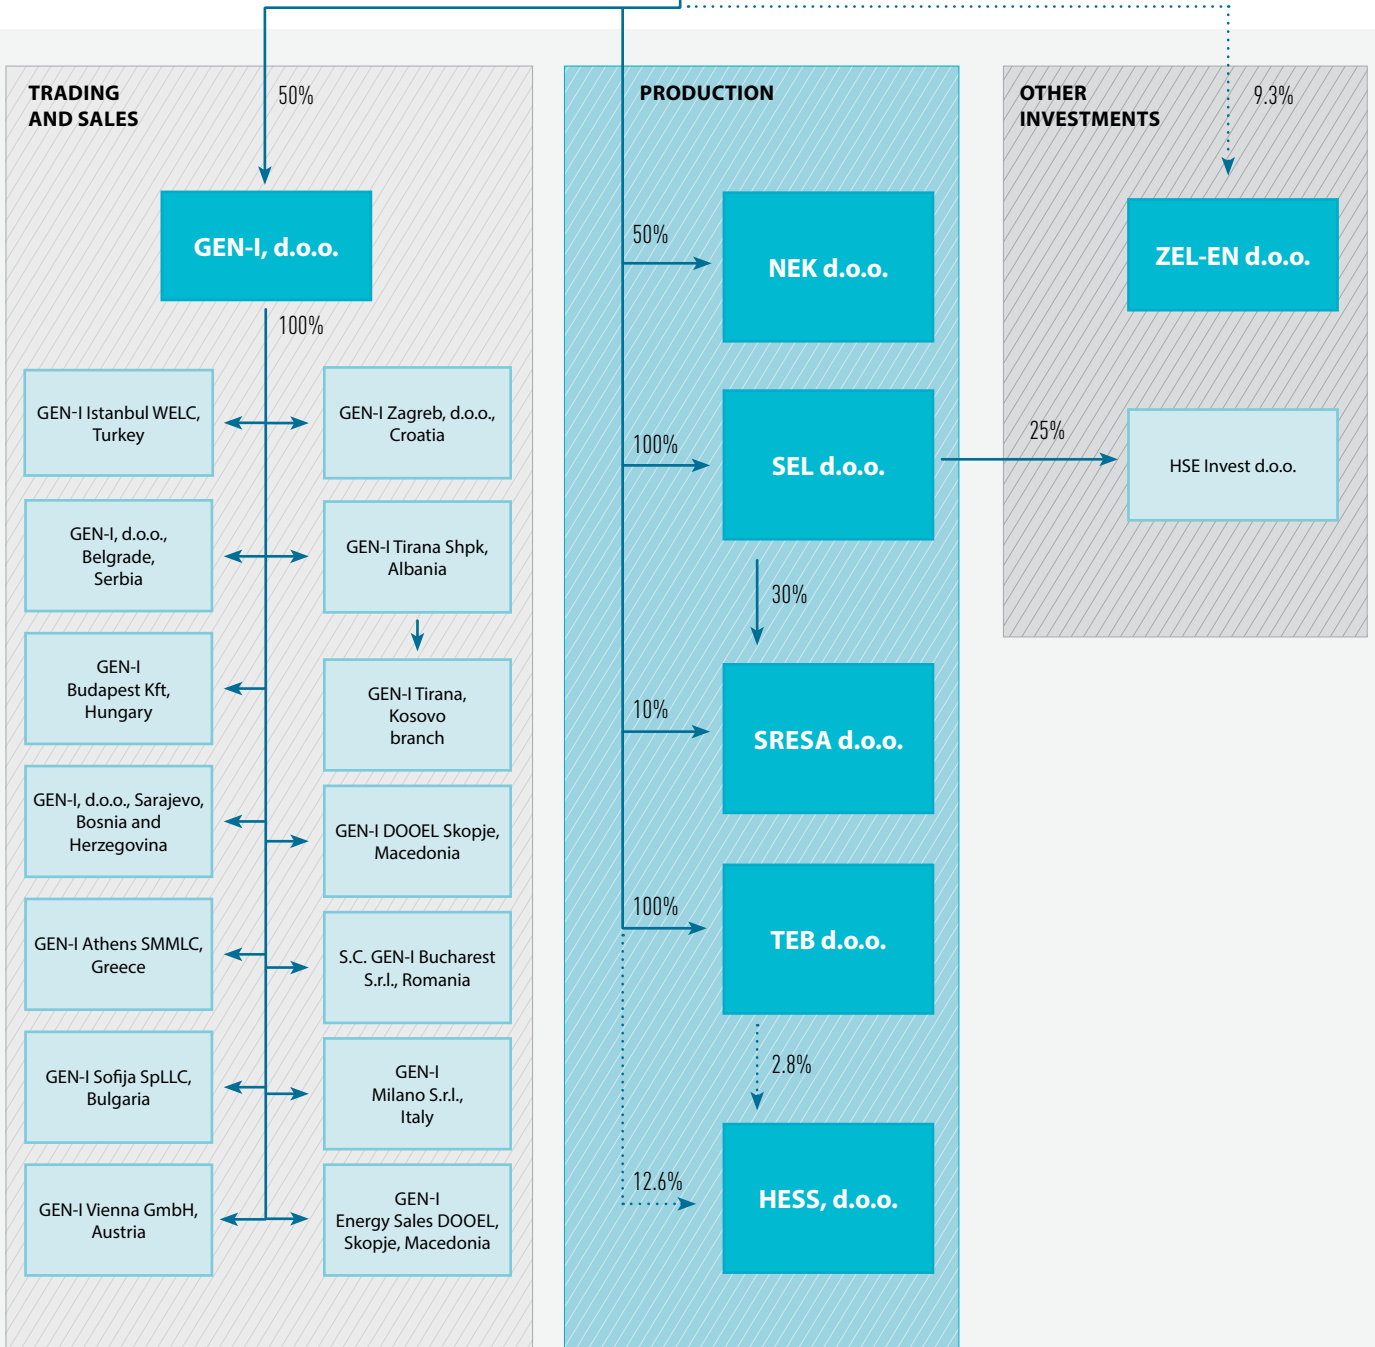 TRADING
AND SALES
50%
GEN-I, d.o.o.
100%
GEN-I Istanbul WELC,
Turkey
GEN-I Zagreb, d.o.o.,
Croatia
GEN-I, d.o.o.,
Belgrade,
Serbia
GEN-I Tirana Shpk,
Albania
GEN-I
Budapest Kft,
Hungary
GEN-I Tirana,
Kosovo
branch
GEN-I, d.o.o., Sarajevo,
Bosnia and
Herzegovina
GEN-I DOOEL Skopje,
Macedonia
GEN-I Athens SMMLC,
Greece
S.C. GEN-I Bucharest
S.r.l., Romania
GEN-I Sofija SpLLC,
Bulgaria
GEN-I
Milano S.r.l.,
Italy
GEN-I Vienna GmbH,
Austria
GEN-I
Energy Sales DOOEL,
Skopje, Macedonia
PRODUCTION
50%
NEK d.o.o.
100%
SEL d.o.o.
30%
10%
SRESA d.o.o.
100%
TEB d.o.o.
2.8%
12.6%
HESS, d.o.o.
OTHER
INVESTMENTS
9.3%
ZEL-EN d.o.o.
25%
HSE Invest d.o.o.